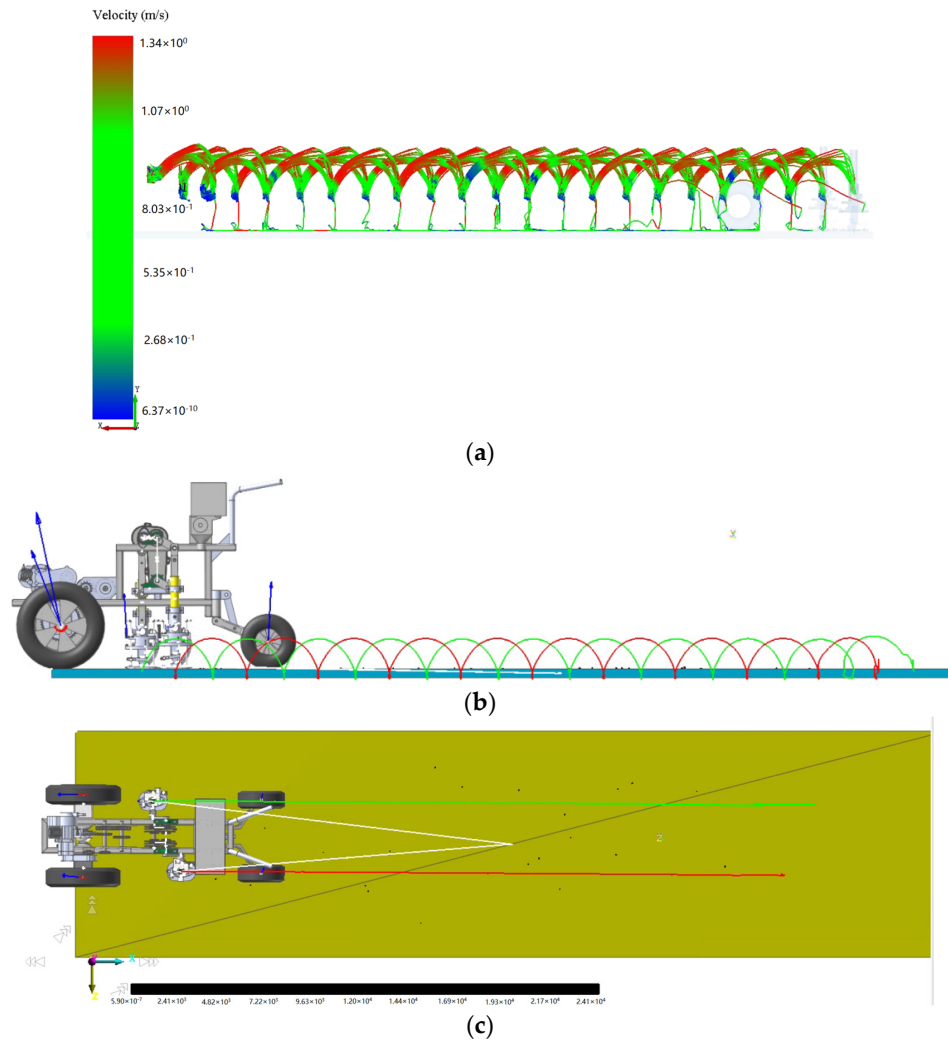 Velocity (m/s)
1.34×10⁰
1.07×10⁰
8.03×10⁻¹
5.35×10⁻¹
2.68×10⁻¹
6.37×10⁻¹⁰
Y
X
Z
(a)
Y
(b)
Z
X
Z
5.90×10⁻⁷ 2.41×10³ 4.82×10³ 7.22×10³ 9.63×10³ 1.20×10⁴ 1.44×10⁴ 1.69×10⁴ 1.93×10⁴ 2.17×10⁴ 2.41×10⁴
(c)